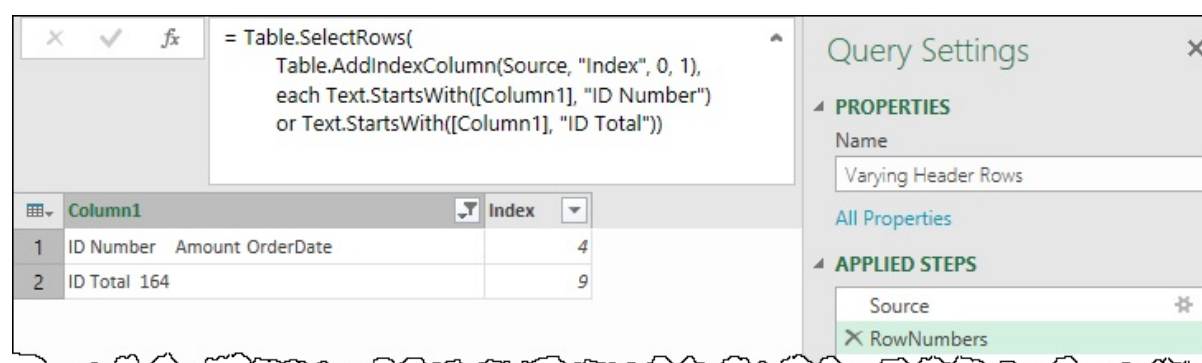 fx
= Table.SelectRows(
Table.AddIndexColumn(Source, "Index", 0, 1),
each Text.StartsWith([Column1], "ID Number")
or Text.StartsWith([Column1], "ID Total"))
Column1 Index
1 ID Number Amount OrderDate 4
2 ID Total 164 9
Query Settings
PROPERTIES
Name
Varying Header Rows
All Properties
APPLIED STEPS
Source
RowNumbers